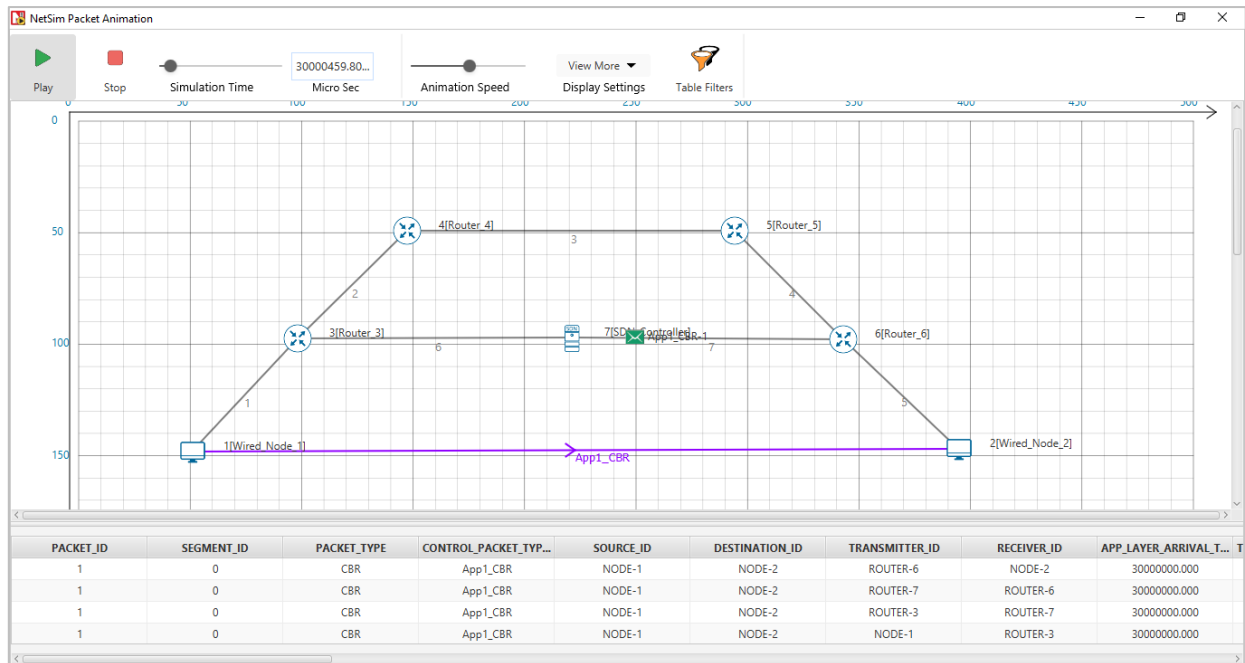 NetSim Packet Animation
30000459.80...
View More
Play
Stop
Simulation Time
Micro Sec
Animation Speed
Display Settings
Table Filters
0 50 100 150 200 250 300 350 400 450 500
0
4[Router_4]
5[Router_5]
50
3
2
4
3[Router_3]
7[SDN_Controller]
App1_CBR-1
6[Router_6]
100
6
7
1
5
1[Wired_Node_1]
2[Wired_Node_2]
150
App1_CBR
PACKET_ID SEGMENT_ID PACKET_TYPE CONTROL_PACKET_TYP... SOURCE_ID DESTINATION_ID TRANSMITTER_ID RECEIVER_ID APP_LAYER_ARRIVAL_T... T
1 0 CBR App1_CBR NODE-1 NODE-2 ROUTER-6 NODE-2 30000000.000
1 0 CBR App1_CBR NODE-1 NODE-2 ROUTER-7 ROUTER-6 30000000.000
1 0 CBR App1_CBR NODE-1 NODE-2 ROUTER-3 ROUTER-7 30000000.000
1 0 CBR App1_CBR NODE-1 NODE-2 NODE-1 ROUTER-3 30000000.000